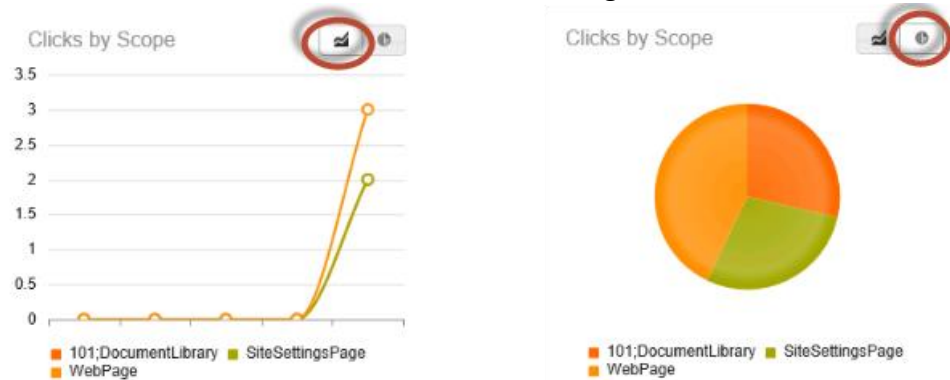 Clicks by Scope
3.5
3
2.5
2
1.5
1
0.5
0
101;DocumentLibrary SiteSettingsPage
WebPage
Clicks by Scope
101;DocumentLibrary SiteSettingsPage
WebPage